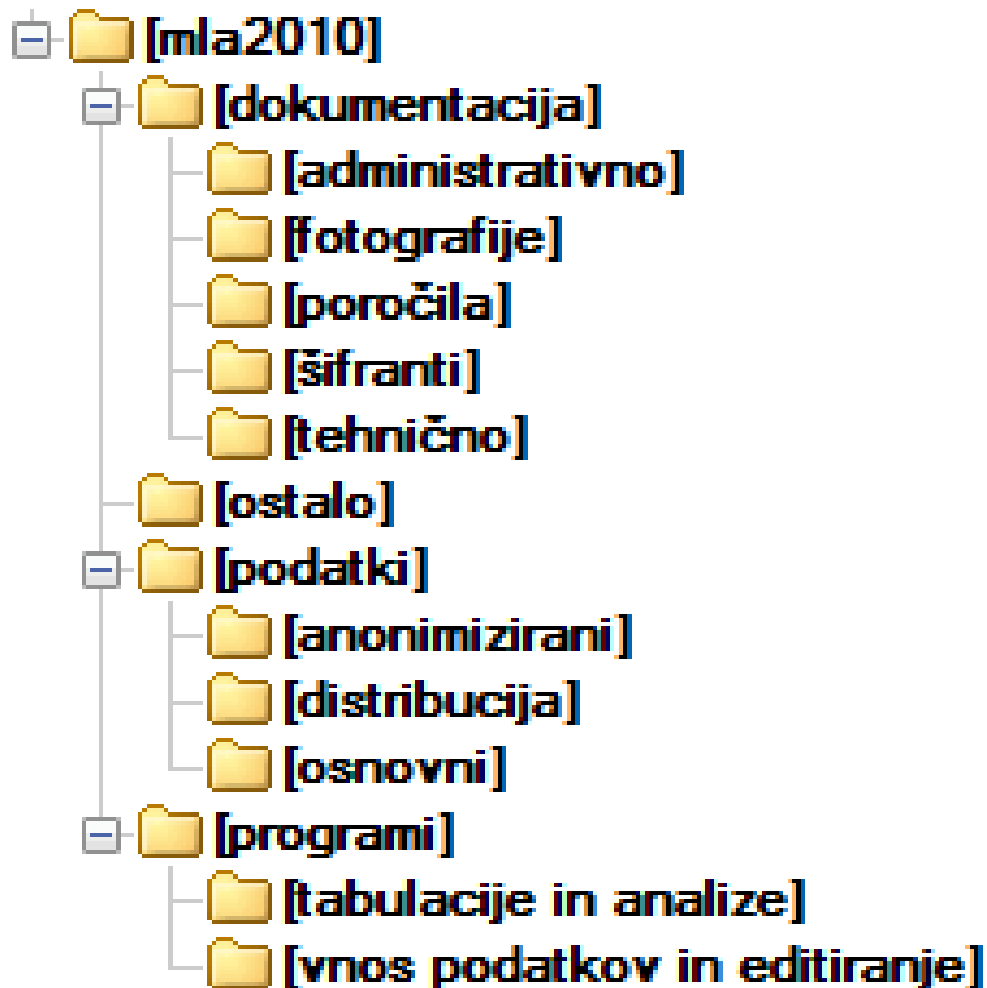 [mla2010]
[dokumentacija]
[administrativno]
[fotografije]
[poročila]
[šifranti]
[tehnično]
[ostalo]
[podatki]
[anonimizirani]
[distribucija]
[osnovni]
[programi]
[tabulacije in analize]
[vnos podatkov in editiranje]